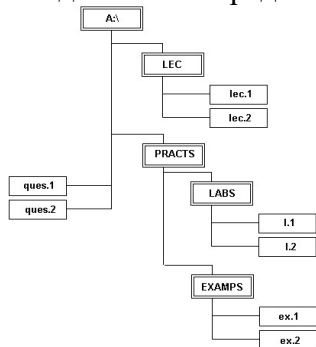 A:\
LEC
lec.1
lec.2
PRACTS
ques.1
LABS
ques.2
l.1
l.2
EXAMPS
ex.1
ex.2